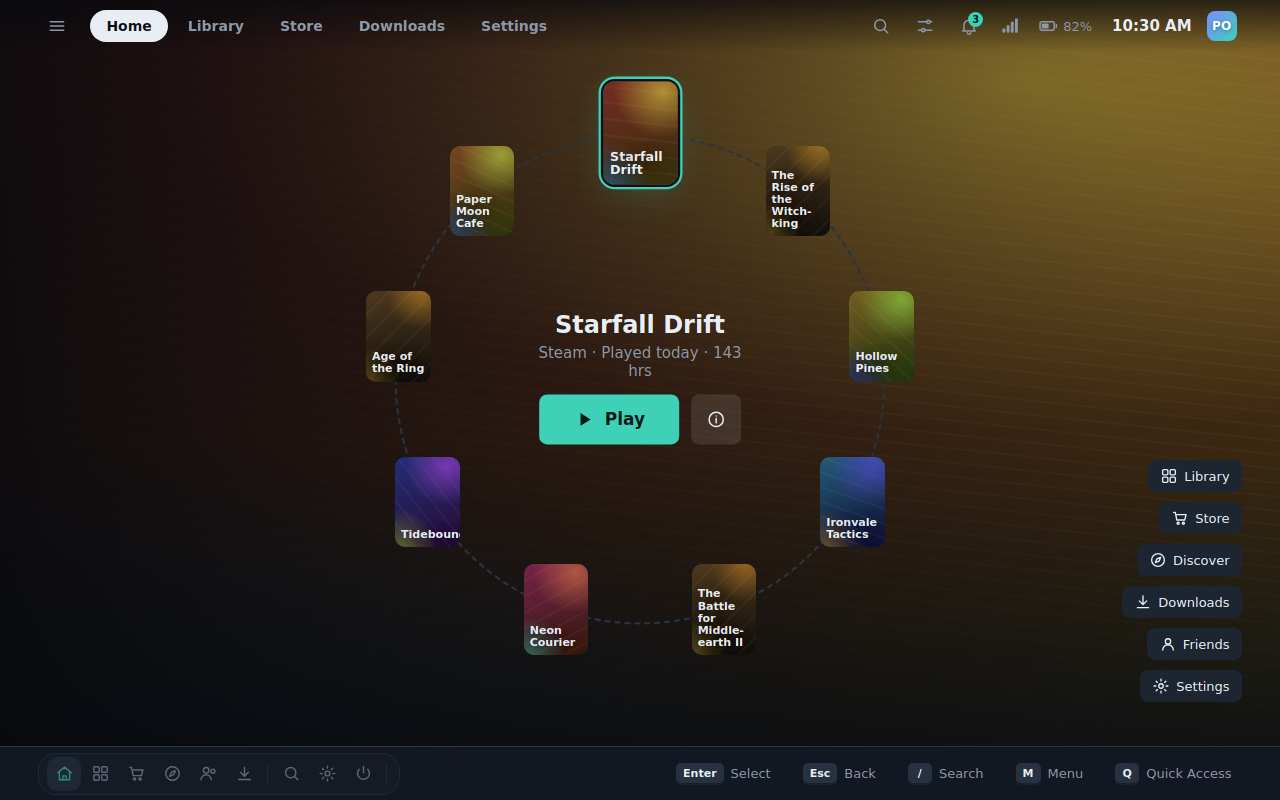 Home
Library
Store
Downloads
Settings
3
82%
10:30 AM
PO
Starfall
Drift
Paper
Moon
Cafe
The
Rise of
the
Witch-
king
Age of
the Ring
Hollow
Pines
Starfall Drift
Steam · Played today · 143
hrs
Play
Tidebound
Ironvale
Tactics
Neon
Courier
The
Battle
for
Middle-
earth II
Library
Store
Discover
Downloads
Friends
Settings
Enter Select
Esc Back
/ Search
M Menu
Q Quick Access